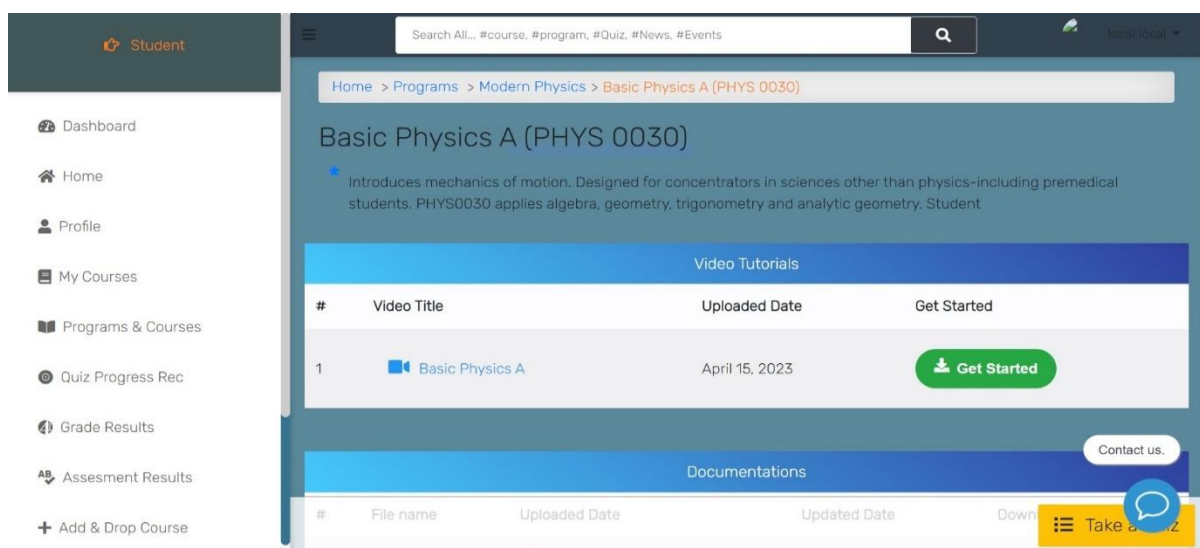 Student
Dashboard
Home
Profile
My Courses
Programs & Courses
Quiz Progress Rec
Grade Results
Assesment Results
Add & Drop Course
Search All... #course, #program, #Quiz, #News, #Events
local local
Home > Programs > Modern Physics > Basic Physics A (PHYS 0030)
Basic Physics A (PHYS 0030)
* Introduces mechanics of motion. Designed for concentrators in sciences other than physics-including premedical
students. PHYS0030 applies algebra, geometry, trigonometry and analytic geometry. Student
Video Tutorials
# Video Title Uploaded Date Get Started
1 Basic Physics A April 15, 2023 Get Started
Contact us.
Documentations
# File name Uploaded Date Updated Date Down
Take a